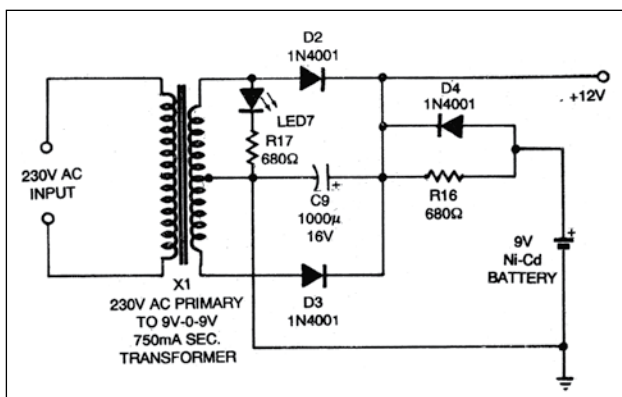 D2
1N4001
D4
1N4001
+12V
LED7
R17
680Ω
230V AC
INPUT
C9
1000µ
16V
+
R16
680Ω
9V
Ni-Cd
BATTERY
+
X1
230V AC PRIMARY
TO 9V-0-9V
750mA SEC.
TRANSFORMER
D3
1N4001